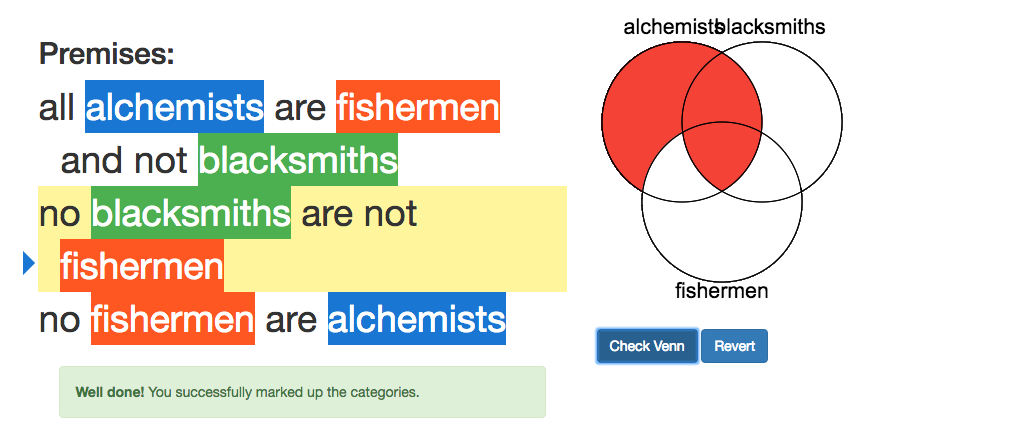 Premises:
all alchemists are fishermen
and not blacksmiths
no blacksmiths are not
fishermen
no fishermen are alchemists
Well done! You successfully marked up the categories.
alchemists blacksmiths
fishermen
Check Venn Revert